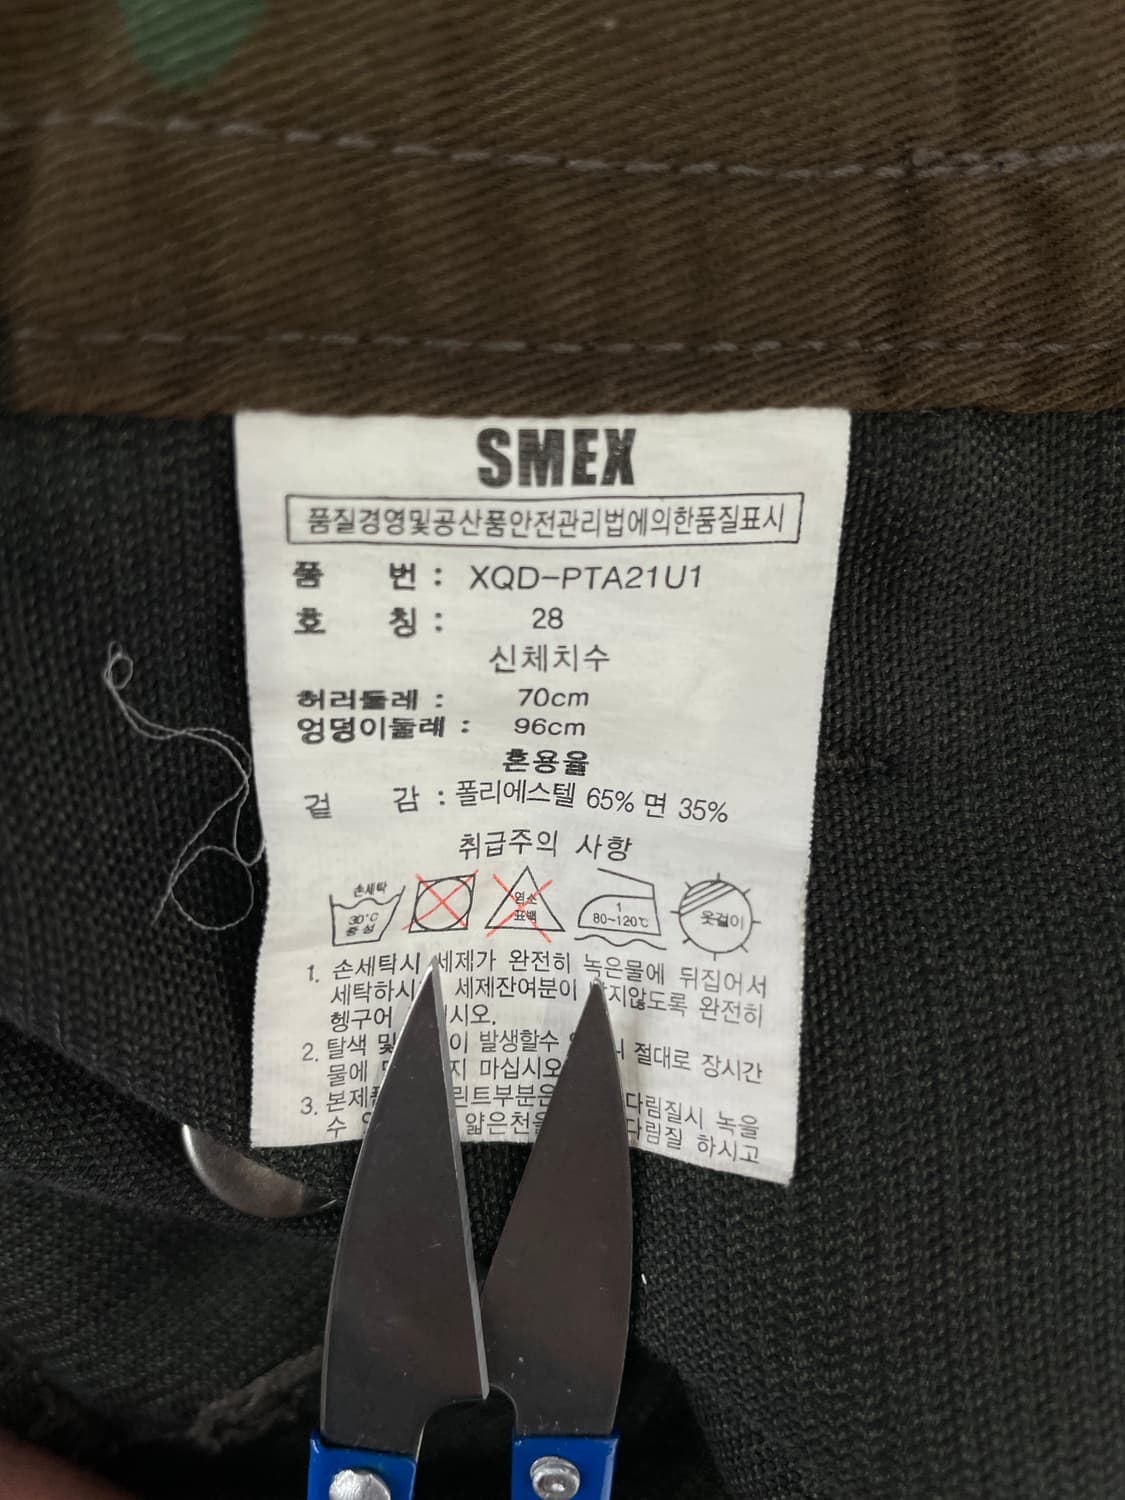 SMEX
품질경영및공산품안전관리법에의한품질표시
품 번 : XQD-PTA21U1
호 칭 : 28
신체치수
허리둘레 : 70cm
엉덩이둘레 : 96cm
혼용율
겉 감 : 폴리에스텔 65% 면 35%
취급주의 사항
손세탁 30°C 중성
염소 표백
1 80~120℃
옷걸이
1. 손세탁시 세제가 완전히 녹은물에 뒤집어서
세탁하시 세제잔여분이 지않도록 완전히
헹구어 시오.
2. 탈색 및 이 발생할수 절대로 장시간
물에 지 마십시오
3. 본제 린트부분은 다림질시 녹을
수 얇은천을 다림질 하시고